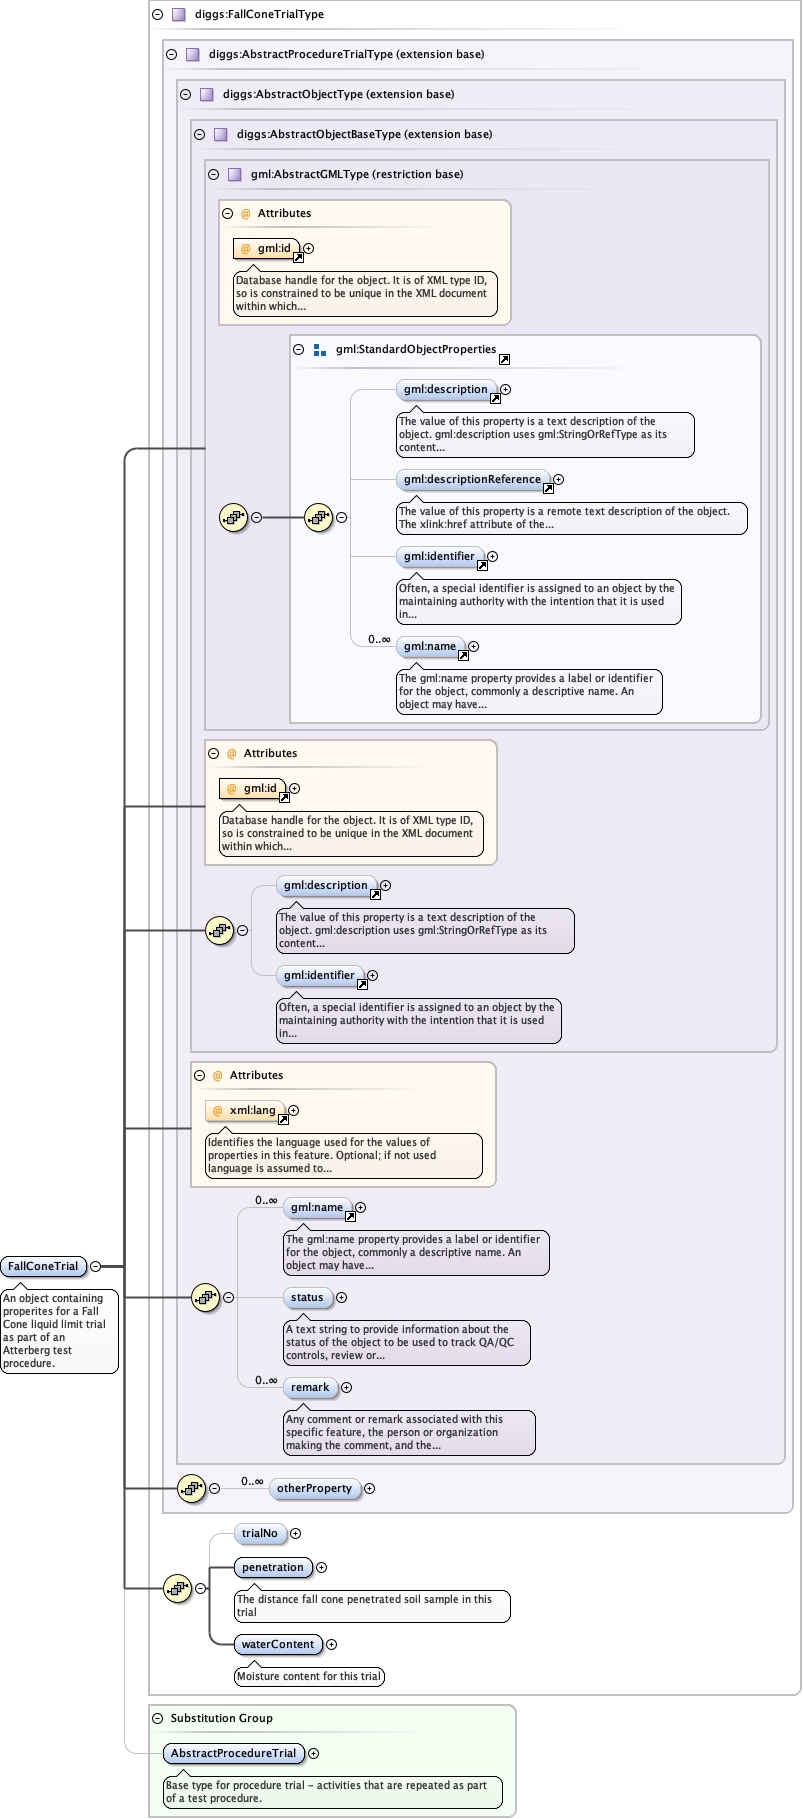 diggs:FallConeTrialType
diggs:AbstractProcedureTrialType (extension base)
diggs:AbstractObjectType (extension base)
diggs:AbstractObjectBaseType (extension base)
gml:AbstractGMLType (restriction base)
@ Attributes
@ gml:id
Database handle for the object. It is of XML type ID,
so is constrained to be unique in the XML document
within which...
gml:StandardObjectProperties
gml:description
The value of this property is a text description of the
object. gml:description uses gml:StringOrRefType as its
content...
gml:descriptionReference
The value of this property is a remote text description of the object.
The xlink:href attribute of the...
gml:identifier
Often, a special identifier is assigned to an object by the
maintaining authority with the intention that it is used
in...
0..∞
gml:name
The gml:name property provides a label or identifier
for the object, commonly a descriptive name. An
object may have...
@ Attributes
@ gml:id
Database handle for the object. It is of XML type ID,
so is constrained to be unique in the XML document
within which...
gml:description
The value of this property is a text description of the
object. gml:description uses gml:StringOrRefType as its
content...
gml:identifier
Often, a special identifier is assigned to an object by the
maintaining authority with the intention that it is used
in...
@ Attributes
@ xml:lang
Identifies the language used for the values of
properties in this feature. Optional; if not used
language is assumed to...
0..∞
gml:name
The gml:name property provides a label or identifier
for the object, commonly a descriptive name. An
object may have...
FallConeTrial
An object containing
properites for a Fall
Cone liquid limit trial
as part of an
Atterberg test
procedure.
status
A text string to provide information about the
status of the object to be used to track QA/QC
controls, review or...
0..∞
remark
Any comment or remark associated with this
specific feature, the person or organization
making the comment, and the...
0..∞
otherProperty
trialNo
penetration
The distance fall cone penetrated soil sample in this
trial
waterContent
Moisture content for this trial
Substitution Group
AbstractProcedureTrial
Base type for procedure trial – activities that are repeated as part
of a test procedure.